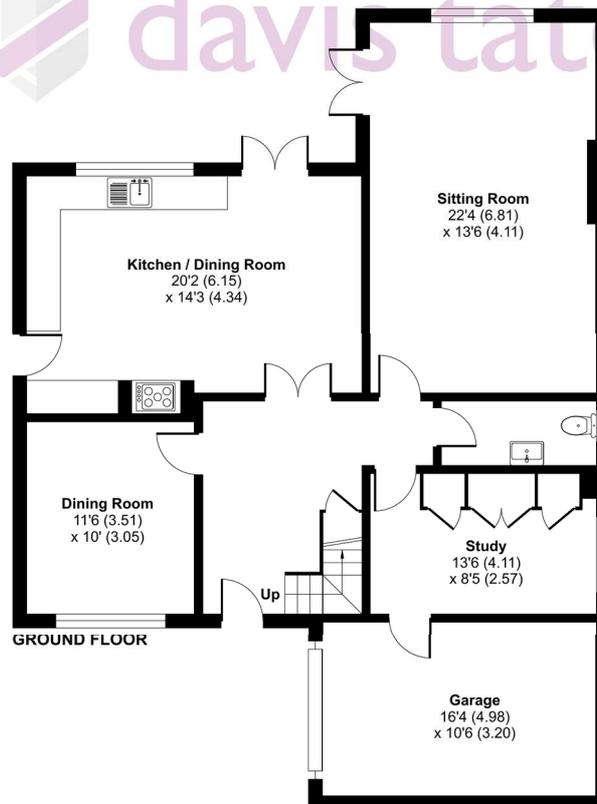 davis tate
Sitting Room
22'4 (6.81)
x 13'6 (4.11)
Kitchen / Dining Room
20'2 (6.15)
x 14'3 (4.34)
Dining Room
11'6 (3.51)
x 10' (3.05)
Study
13'6 (4.11)
x 8'5 (2.57)
Up
GROUND FLOOR
Garage
16'4 (4.98)
x 10'6 (3.20)